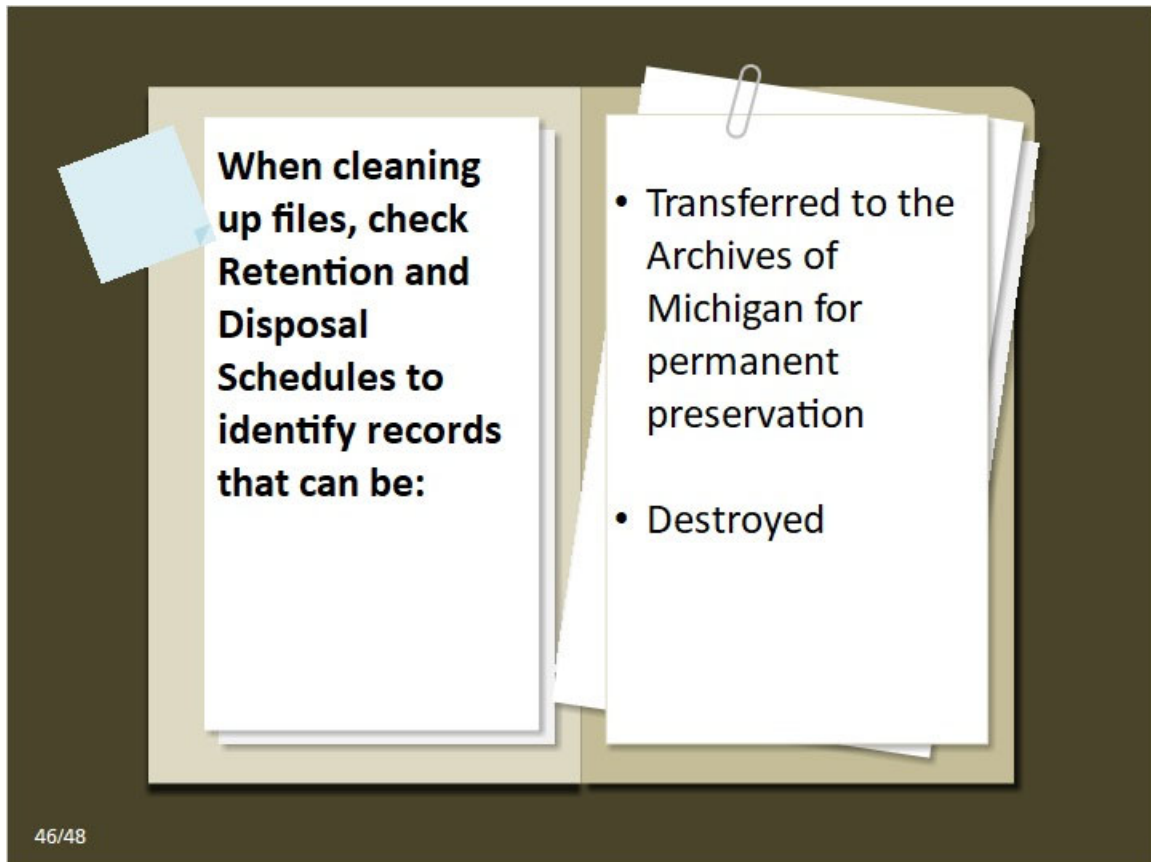 When cleaning
up files, check
Retention and
Disposal
Schedules to
identify records
that can be:
• Transferred to the
Archives of
Michigan for
permanent
preservation
• Destroyed
46/48